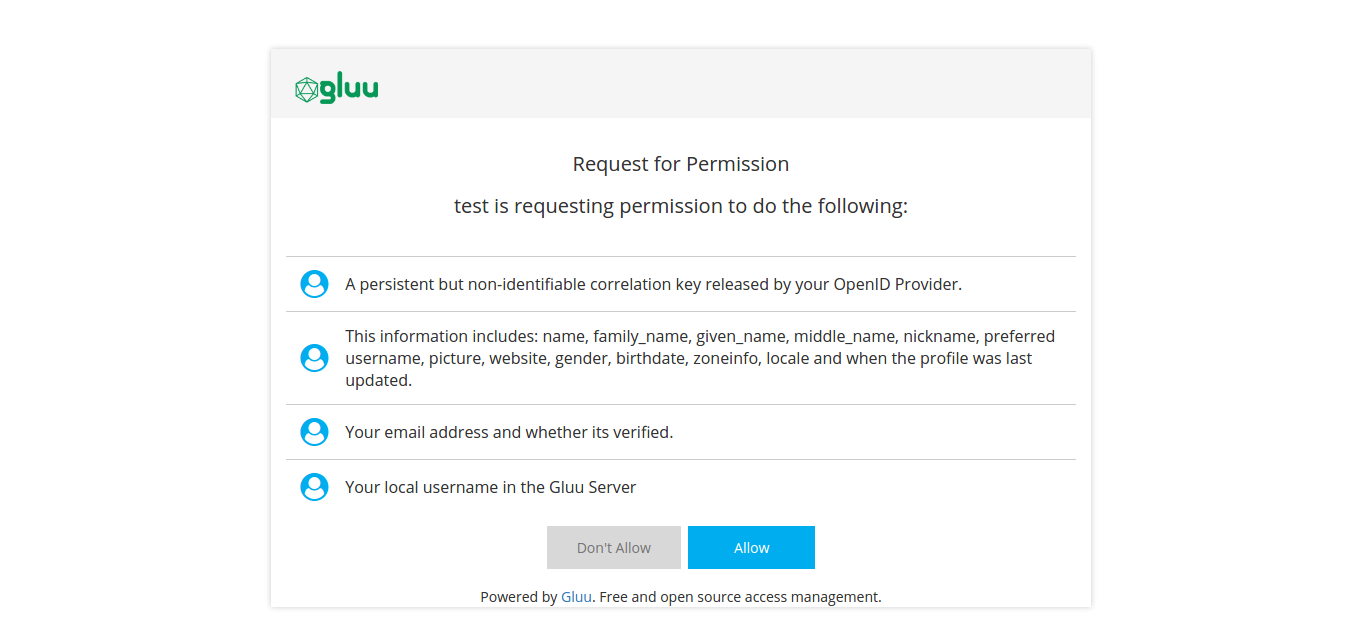 gluu
Request for Permission
test is requesting permission to do the following:
A persistent but non-identifiable correlation key released by your OpenID Provider.
This information includes: name, family_name, given_name, middle_name, nickname, preferred
username, picture, website, gender, birthdate, zoneinfo, locale and when the profile was last
updated.
Your email address and whether its verified.
Your local username in the Gluu Server
Don't Allow Allow
Powered by Gluu. Free and open source access management.